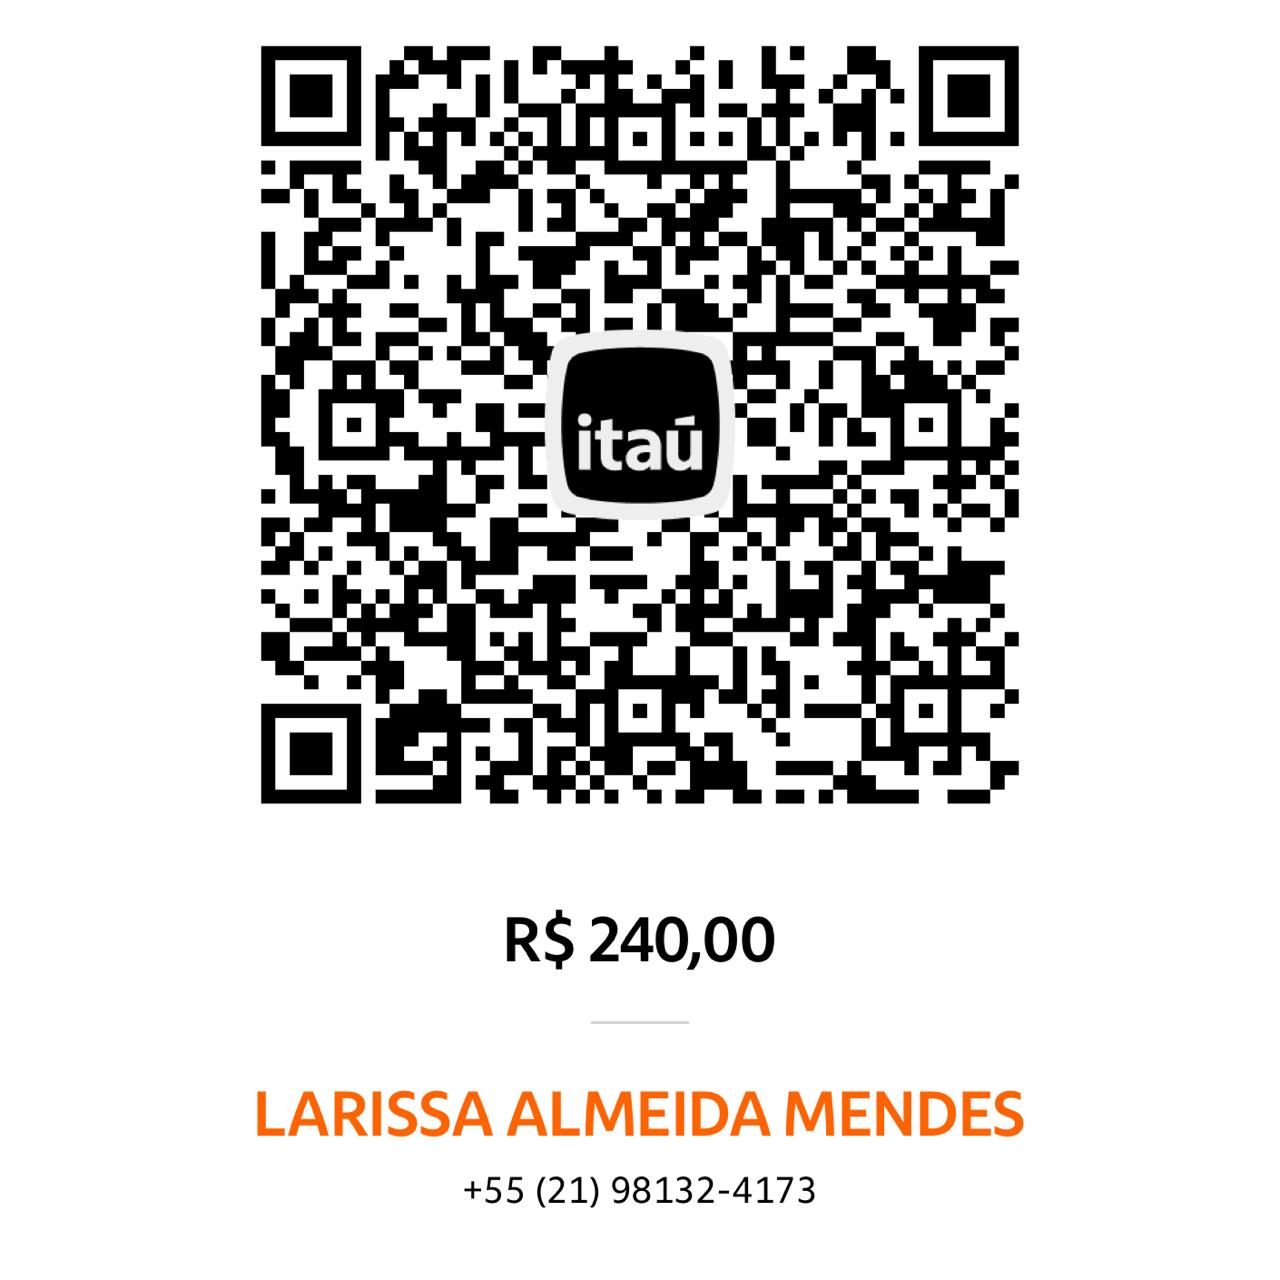 itaú
R$ 240,00
LARISSA ALMEIDA MENDES
+55 (21) 98132-4173